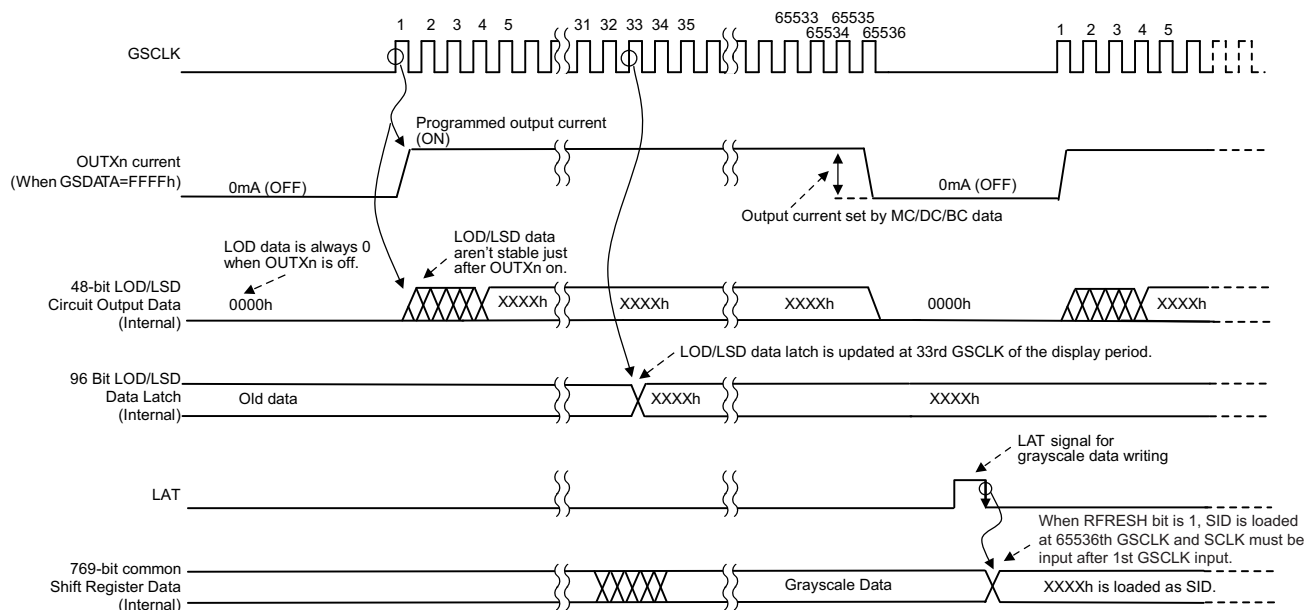 65533 65535
1 2 3 4 5 31 32 33 34 35 65534 65536 1 2 3 4 5
GSCLK
Programmed output current
(ON)
OUTXn current
(When GSDATA=FFFFh)
0mA (OFF)
0mA (OFF)
Output current set by MC/DC/BC data
LOD data is always 0
when OUTXn is off.
LOD/LSD data
aren't stable just
after OUTXn on.
48-bit LOD/LSD
Circuit Output Data
(Internal)
0000h XXXXh XXXXh XXXXh 0000h XXXXh
LOD/LSD data latch is updated at 33rd GSCLK of the display period.
96 Bit LOD/LSD
Data Latch
(Internal)
Old data XXXXh XXXXh
LAT signal for
grayscale data writing
LAT
When RFRESH bit is 1, SID is loaded
at 65536th GSCLK and SCLK must be
input after 1st GSCLK input.
769-bit common
Shift Register Data
(Internal)
Grayscale Data XXXXh is loaded as SID.